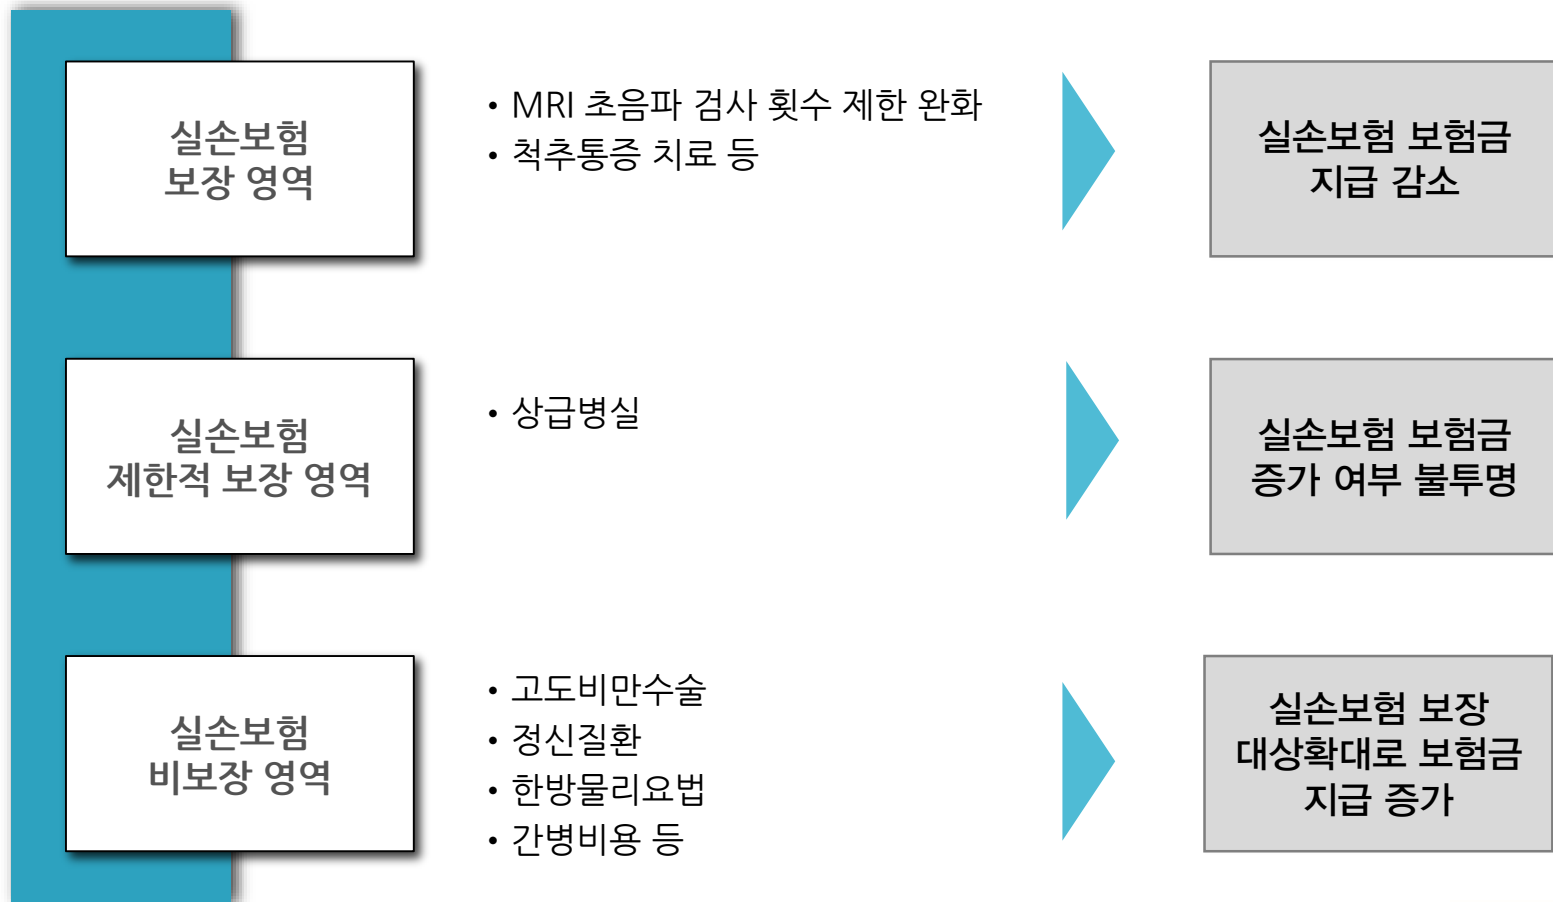 실손보험
보장 영역
• MRI 초음파 검사 횟수 제한 완화
• 척추통증 치료 등
실손보험 보험금
지급 감소
실손보험
제한적 보장 영역
• 상급병실
실손보험 보험금
증가 여부 불투명
실손보험
비보장 영역
• 고도비만수술
• 정신질환
• 한방물리요법
• 간병비용 등
실손보험 보장
대상확대로 보험금
지급 증가